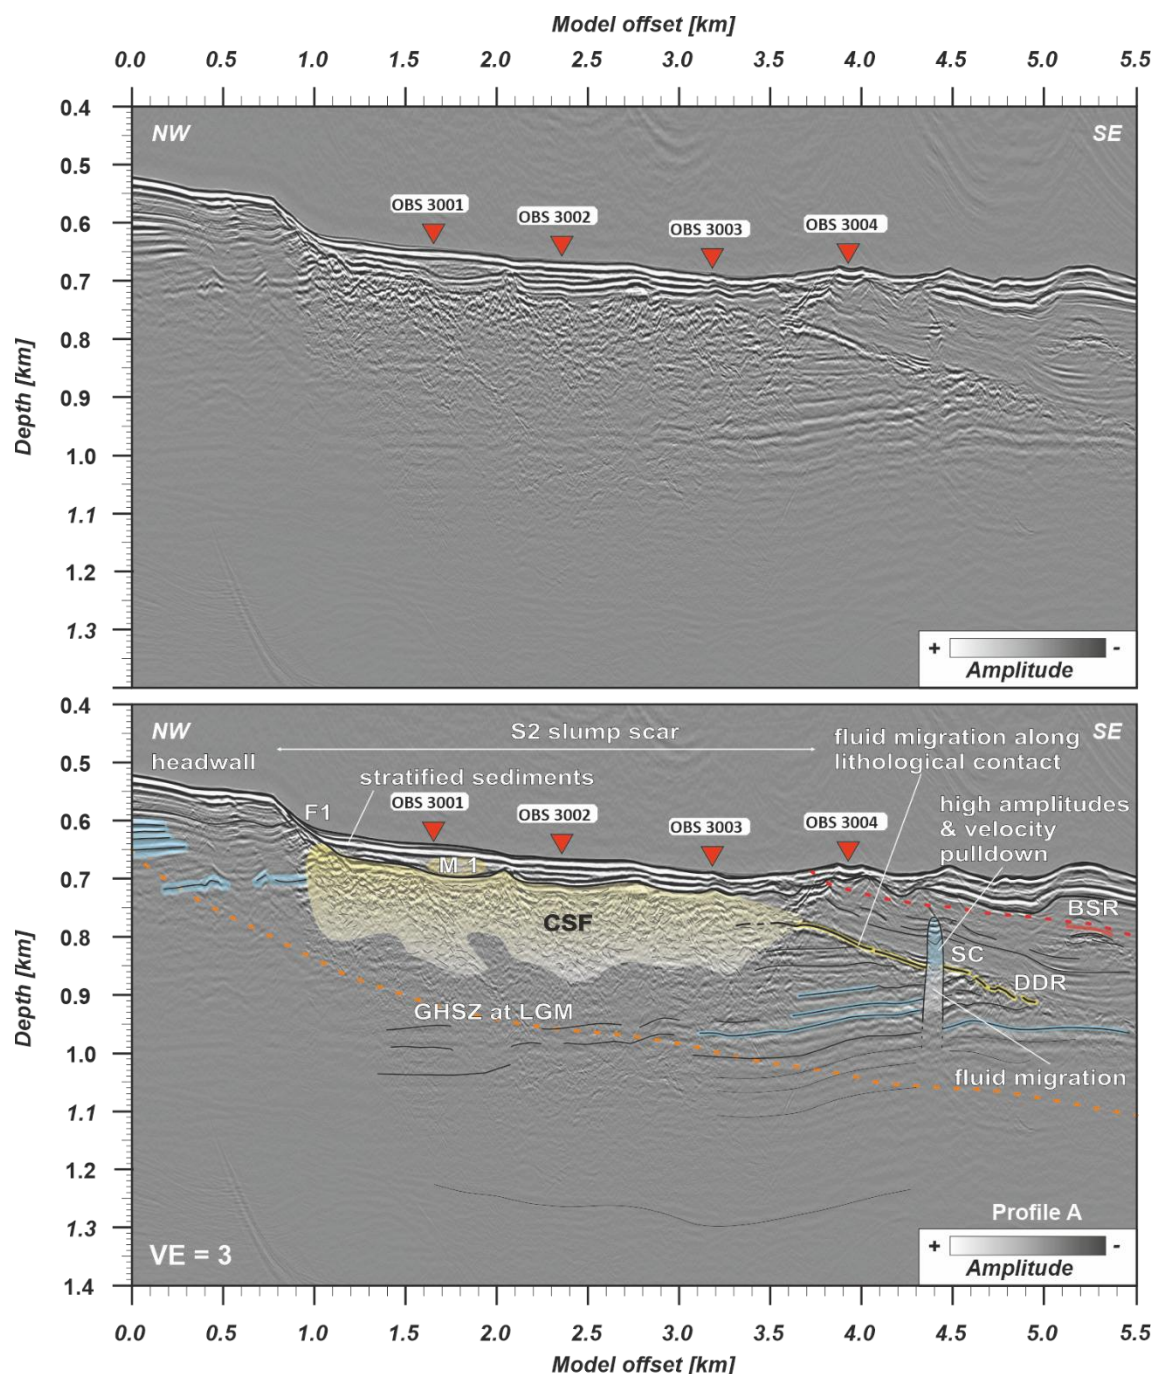 Model offset [km]
0.0 0.5 1.0 1.5 2.0 2.5 3.0 3.5 4.0 4.5 5.0 5.5
0.4
NW SE
0.5
OBS 3001
OBS 3002
0.6
OBS 3003
OBS 3004
0.7
0.8
Depth [km]
0.9
1.0
1.1
1.2
1.3
+ -
Amplitude
0.4
NW
S2 slump scar
SE
fluid migration along
lithological contact
headwall
0.5
stratified sediments
high amplitudes
& velocity
pulldown
F1
OBS 3001
OBS 3002
OBS 3003
OBS 3004
0.6
M 1
0.7
BSR
CSF
0.8
SC
DDR
Depth [km]
0.9
GHSZ at LGM
1.0
fluid migration
1.1
1.2
Profile A
1.3
VE = 3
+ -
Amplitude
1.4
0.0 0.5 1.0 1.5 2.0 2.5 3.0 3.5 4.0 4.5 5.0 5.5
Model offset [km]